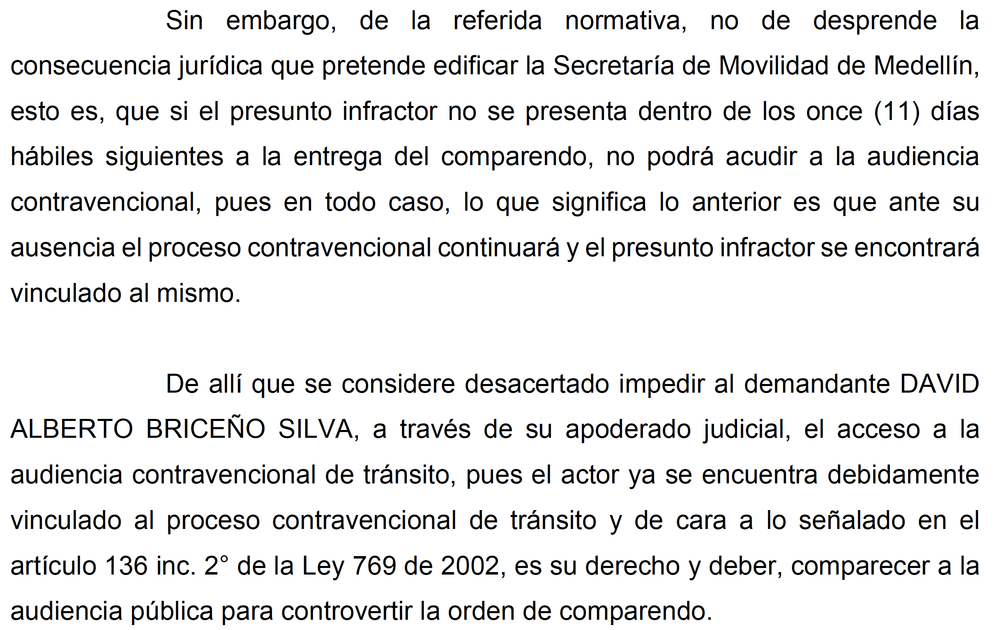 Sin embargo, de la referida normativa, no de desprende la
consecuencia jurídica que pretende edificar la Secretaría de Movilidad de Medellín,
esto es, que si el presunto infractor no se presenta dentro de los once (11) días
hábiles siguientes a la entrega del comparendo, no podrá acudir a la audiencia
contravencional, pues en todo caso, lo que significa lo anterior es que ante su
ausencia el proceso contravencional continuará y el presunto infractor se encontrará
vinculado al mismo.
De allí que se considere desacertado impedir al demandante DAVID
ALBERTO BRICEÑO SILVA, a través de su apoderado judicial, el acceso a la
audiencia contravencional de tránsito, pues el actor ya se encuentra debidamente
vinculado al proceso contravencional de tránsito y de cara a lo señalado en el
artículo 136 inc. 2° de la Ley 769 de 2002, es su derecho y deber, comparecer a la
audiencia pública para controvertir la orden de comparendo.